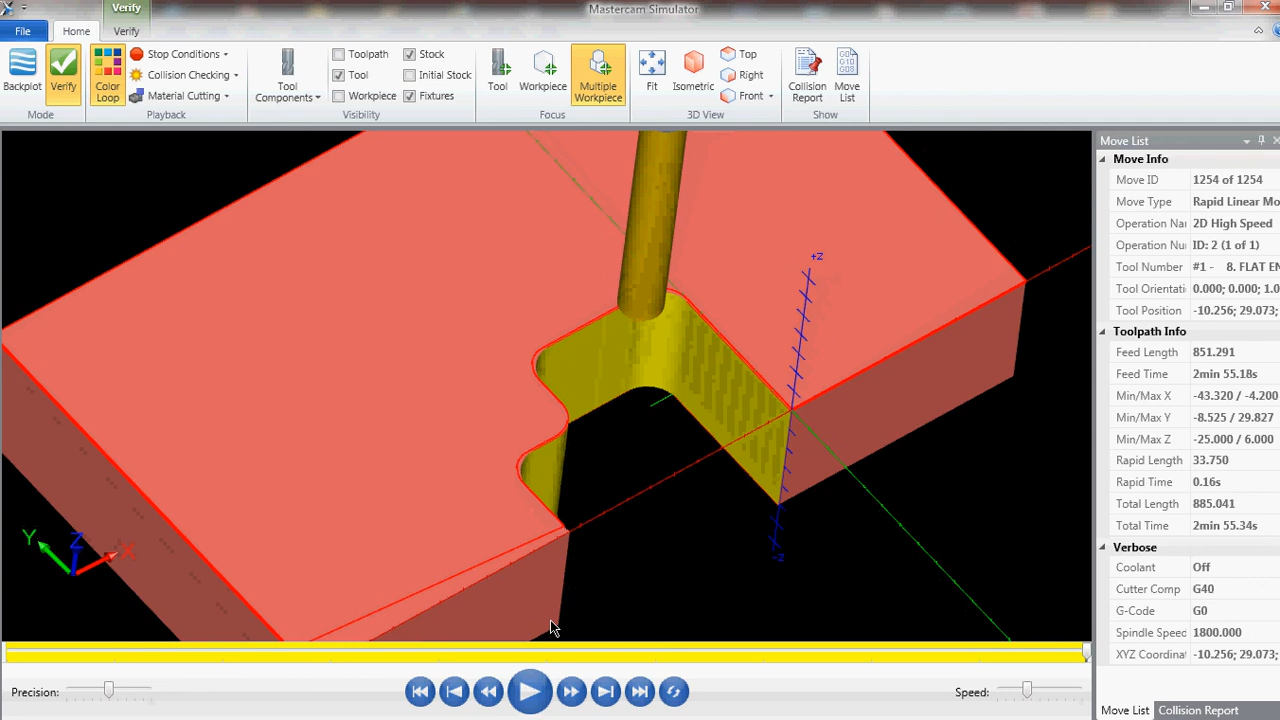 Verify
Mastercam Simulator
File
Home
Verify
Backplot
Verify
Mode
Color Loop
Stop Conditions
Collision Checking
Material Cutting
Playback
Tool Components
Toolpath
Tool
Workpiece
Stock
Initial Stock
Fixtures
Visibility
Tool
Workpiece
Multiple Workpiece
Focus
Fit
Isometric
Top
Right
Front
3D View
Collision Report
G0 G1 G0 G8
Move List
Show
+Z
-Z
Y
Z
X
Move List
Move Info
Move ID 1254 of 1254
Move Type Rapid Linear Mo
Operation Nar 2D High Speed
Operation Nu ID: 2 (1 of 1)
Tool Number #1 - 8. FLAT EN
Tool Orientati 0.000; 0.000; 1.0
Tool Position -10.256; 29.073;
Toolpath Info
Feed Length 851.291
Feed Time 2min 55.18s
Min/Max X -43.320 / -4.200
Min/Max Y -8.525 / 29.827
Min/Max Z -25.000 / 6.000
Rapid Length 33.750
Rapid Time 0.16s
Total Length 885.041
Total Time 2min 55.34s
Verbose
Coolant Off
Cutter Comp G40
G-Code G0
Spindle Speed 1800.000
XYZ Coordinat -10.256; 29.073;
Precision:
Speed:
Move List
Collision Report